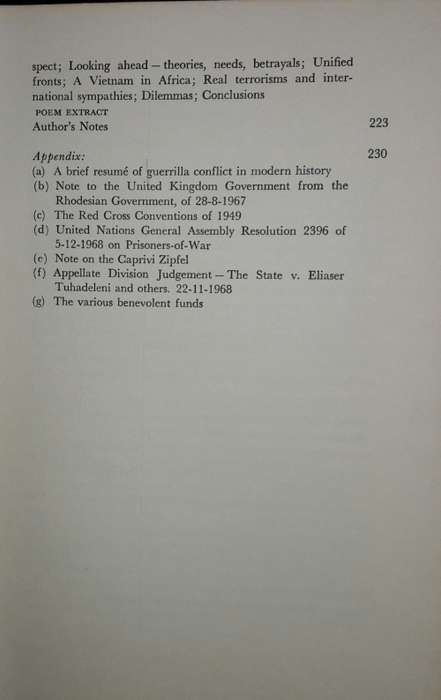 spect; Looking ahead — theories, needs, betrayals; Unified
fronts; A Vietnam in Africa; Real terrorisms and inter-
national sympathies; Dilemmas; Conclusions
POEM EXTRACT
Author's Notes 223
Appendix: 230
(a) A brief resumé of guerrilla conflict in modern history
(b) Note to the United Kingdom Government from the
Rhodesian Government, of 28-8-1967
(c) The Red Cross Conventions of 1949
(d) United Nations General Assembly Resolution 2396 of
5-12-1968 on Prisoners-of-War
(e) Note on the Caprivi Zipfel
(f) Appellate Division Judgement — The State v. Eliaser
Tuhadeleni and others. 22-11-1968
(g) The various benevolent funds